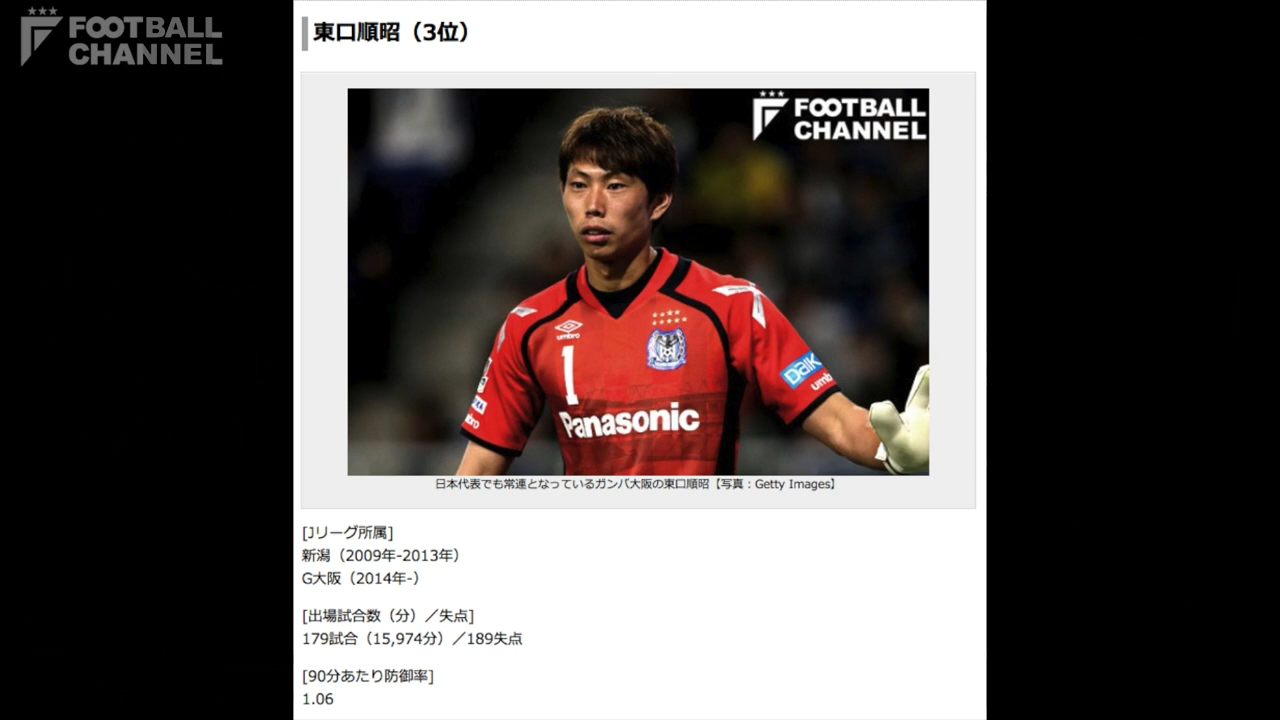 FOOTBALL
CHANNEL
東口順昭（3位）
FOOTBALL
CHANNEL
umbro
1
Panasonic
日本代表でも常連となっているガンバ大阪の東口順昭【写真：Getty Images】
[Jリーグ所属]
新潟（2009年-2013年）
G大阪（2014年-）
[出場試合数（分）／失点]
179試合（15,974分）／189失点
[90分あたり防御率]
1.06